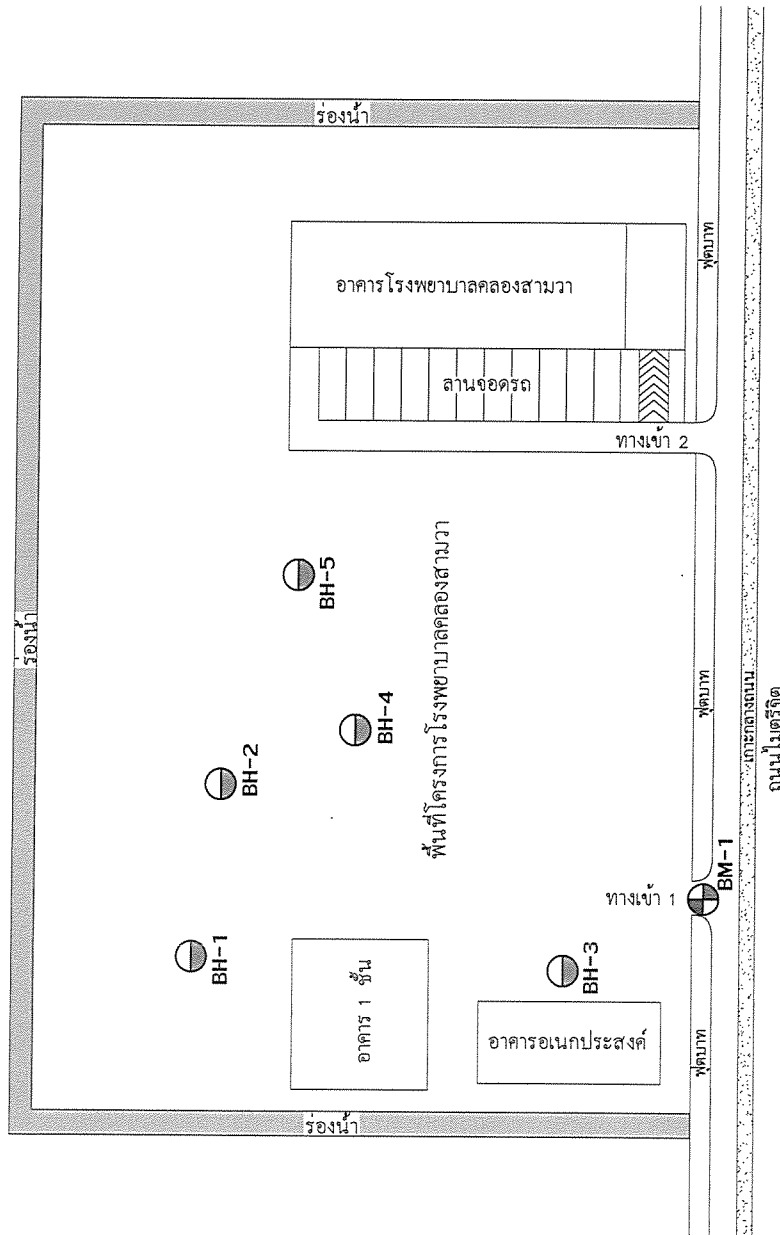 ร่องน้ำ
อาคารโรงพยาบาลคลองสามวา
ฟุตบาท
ลานจอดรถ
ทางเข้า 2
ร่องน้ำ
BH-5
พื้นที่โครงการโรงพยาบาลคลองสามวา
BH-4
BH-2
ฟุตบาท
เกาะกลางถนน
ถนนไมตรีจิต
ทางเข้า 1
BM-1
BH-1
อาคาร 1 ชั้น
BH-3
อาคารอเนกประสงค์
ฟุตบาท
ร่องน้ำ